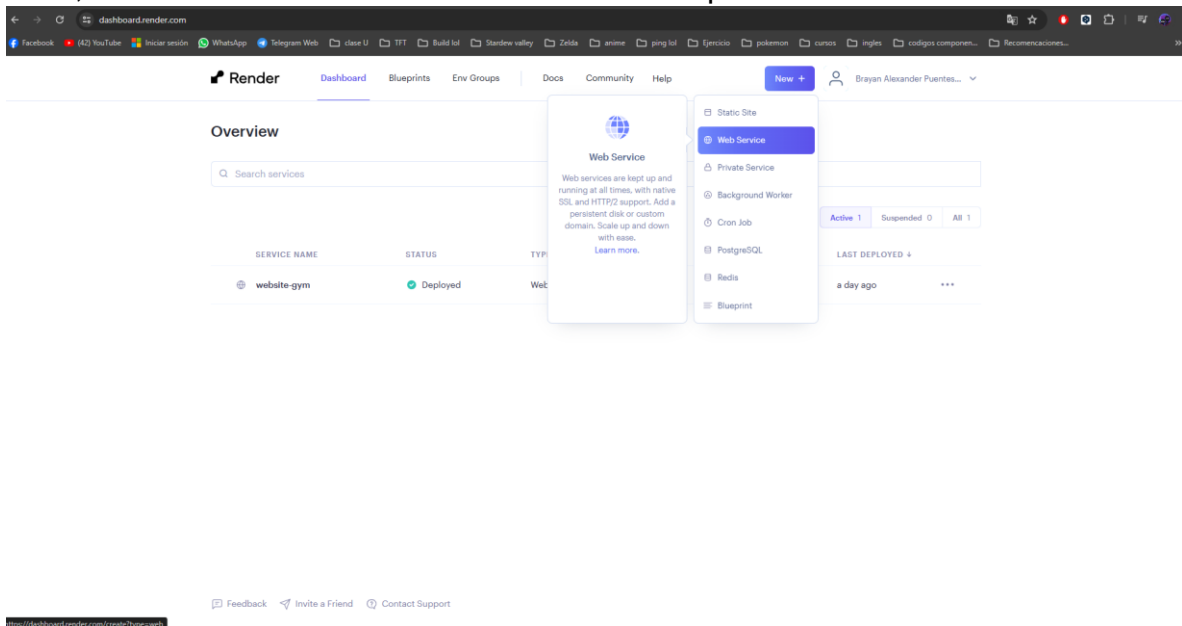 dashboard.render.com
Facebook (42) YouTube Iniciar sesión WhatsApp Telegram Web clase U TFT Build lol Stardew valley Zelda anime ping lol Ejercicio pokemon cursos ingles codigos componen... Recomencaciones...
Render Dashboard Blueprints Env Groups Docs Community Help New + Brayan Alexander Puentes...
Overview
Search services
Web Service
Web services are kept up and
running at all times, with native
SSL and HTTP/2 support. Add a
persistent disk or custom
domain. Scale up and down
with ease.
Learn more.
Static Site
Web Service
Private Service
Background Worker
Cron Job
PostgreSQL
Redis
Blueprint
Active 1 Suspended 0 All 1
SERVICE NAME STATUS LAST DEPLOYED ↓
website-gym Deployed a day ago
Feedback Invite a Friend Contact Support
https://dashboard.render.com/create?type=web